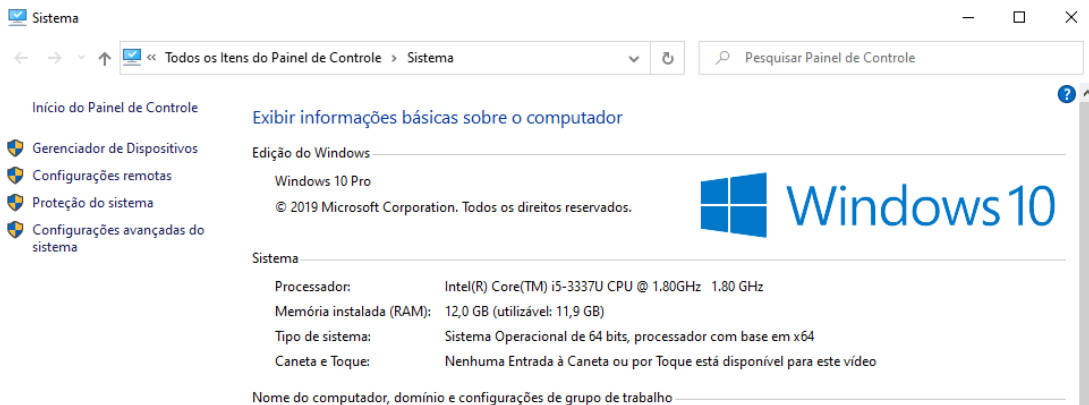 Sistema
« Todos os Itens do Painel de Controle › Sistema
Pesquisar Painel de Controle
Início do Painel de Controle
Gerenciador de Dispositivos
Configurações remotas
Proteção do sistema
Configurações avançadas do
sistema
?
Exibir informações básicas sobre o computador
Edição do Windows
Windows 10 Pro
© 2019 Microsoft Corporation. Todos os direitos reservados.
Windows 10
Sistema
Processador: Intel(R) Core(TM) i5-3337U CPU @ 1.80GHz 1.80 GHz
Memória instalada (RAM): 12,0 GB (utilizável: 11,9 GB)
Tipo de sistema: Sistema Operacional de 64 bits, processador com base em x64
Caneta e Toque: Nenhuma Entrada à Caneta ou por Toque está disponível para este vídeo
Nome do computador, domínio e configurações de grupo de trabalho